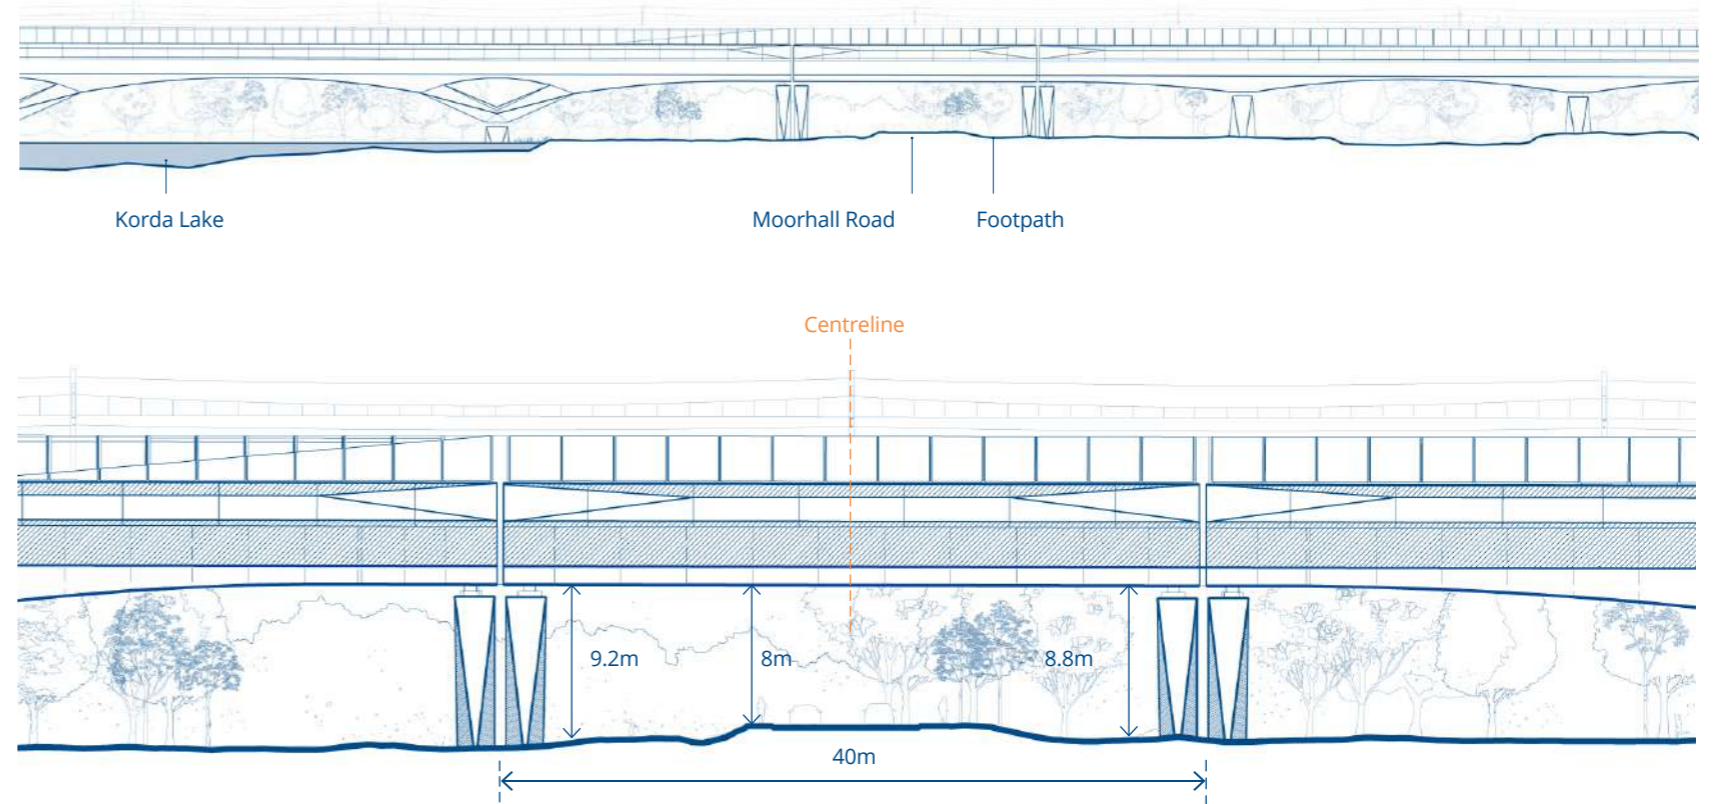 Korda Lake
Moorhall Road
Footpath
Centreline
9.2m
8m
8.8m
40m